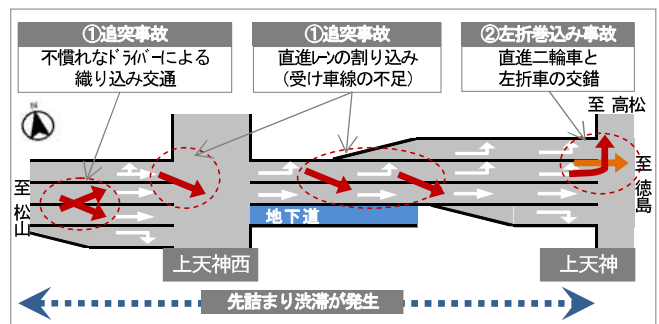 ①追突事故
不慣れなﾄﾞﾗｲﾊﾞｰによる
織り込み交通
①追突事故
直進ﾚｰﾝの割り込み
(受け車線の不足)
②左折巻込み事故
直進二輪車と
左折車の交錯
至 高松
至 松山
至 徳島
地下道
上天神西
上天神
先詰まり渋滞が発生